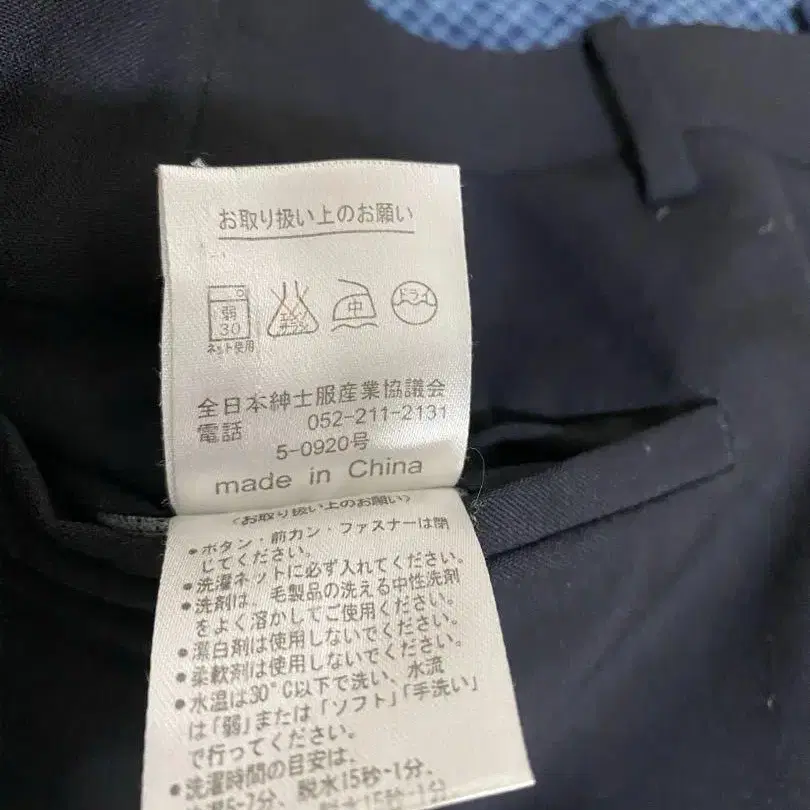 お取り扱い上のお願い
弱
30
ネット使用
エンソ
サラシ
中
ドライ
全日本紳士服産業協議会
電話 052-211-2131
5-0920号
made in China
〈お取り扱い上のお願い〉
●ボタン・前カン・ファスナーは閉
じてください。
●洗濯ネットに必ず入れてください。
●洗剤は、毛製品の洗える中性洗剤
をよく溶かしてご使用ください。
●漂白剤は使用しないでください。
●柔軟剤は使用しないでください。
●水温は30°C以下で洗い、水流
は「弱」または「ソフト」「手洗い」
で行ってください。
●洗濯時間の目安は、
5-7分、脱水15秒-1分、